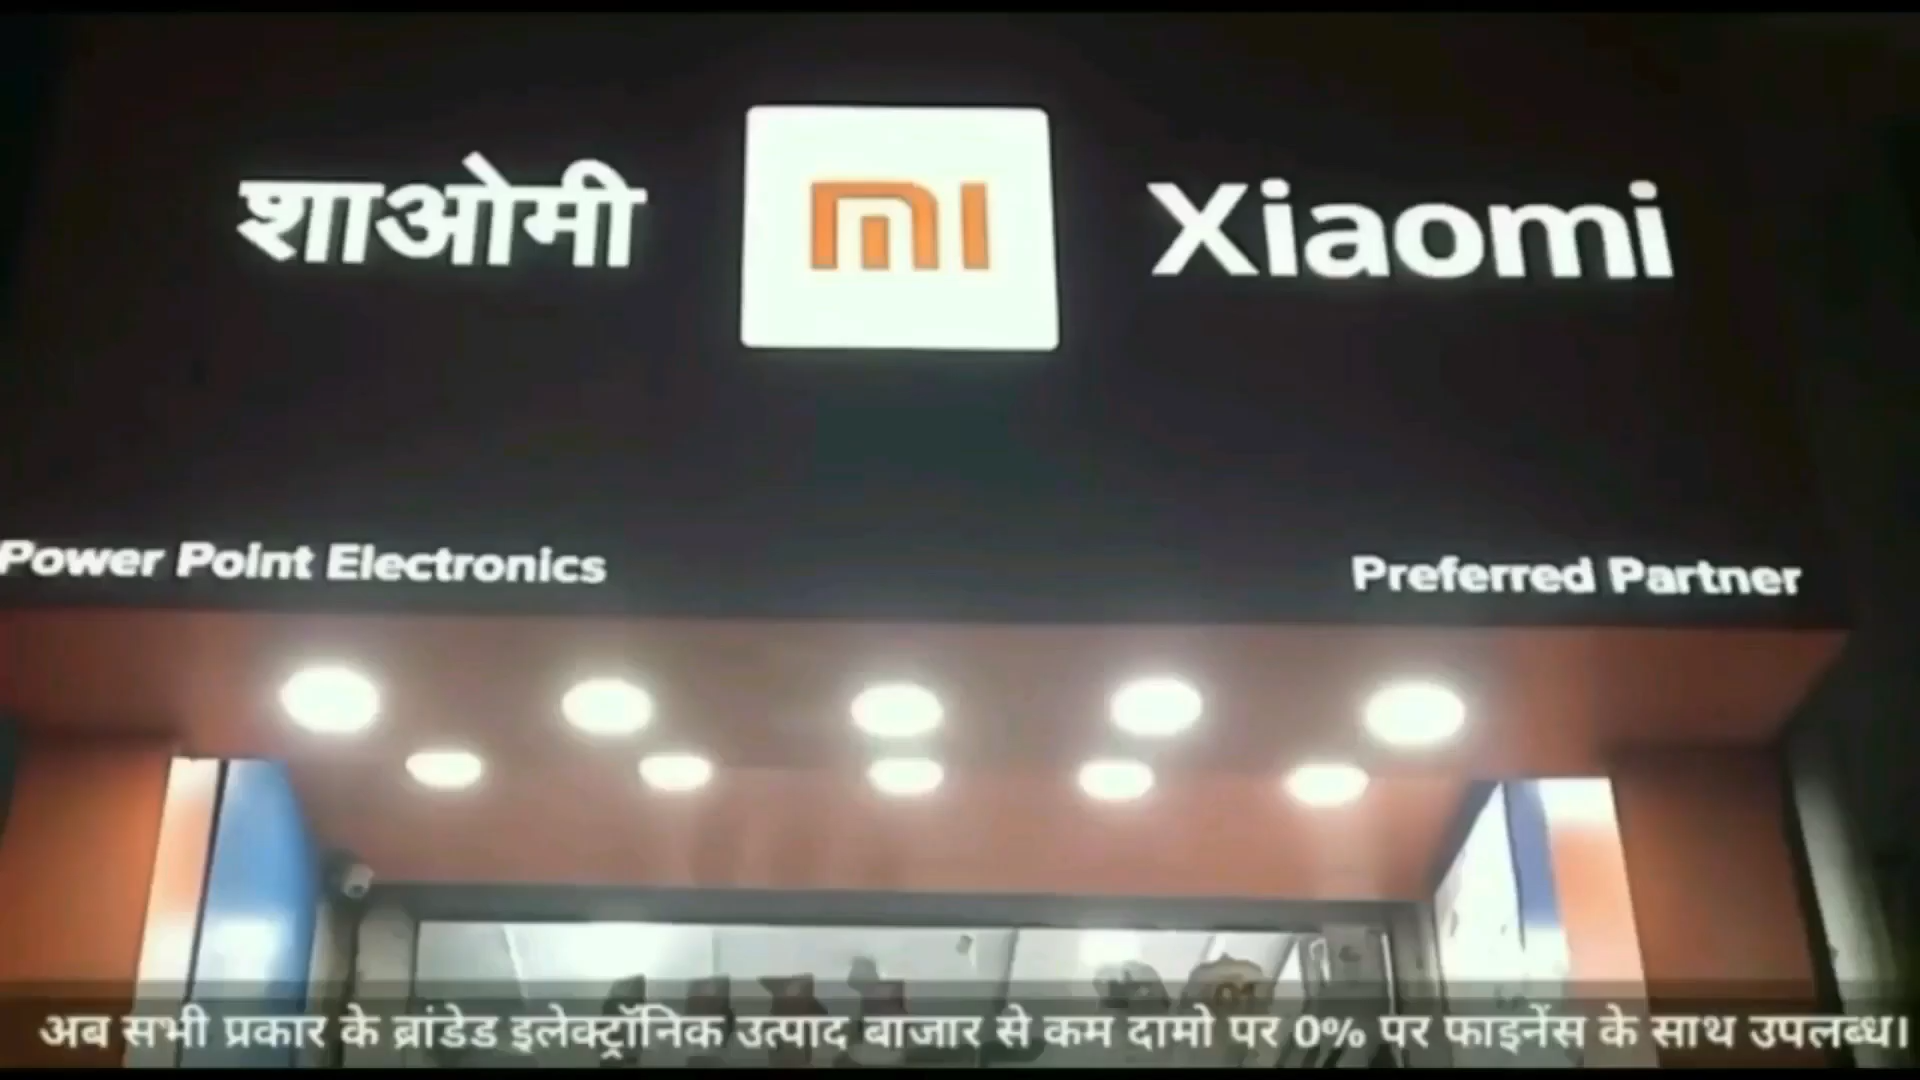 शाओमी mi Xiaomi
Power Point Electronics Preferred Partner
अब सभी प्रकार के ब्रांडेड इलेक्ट्रॉनिक उत्पाद बाजार से कम दामो पर 0% पर फाइनेंस के साथ उपलब्ध।